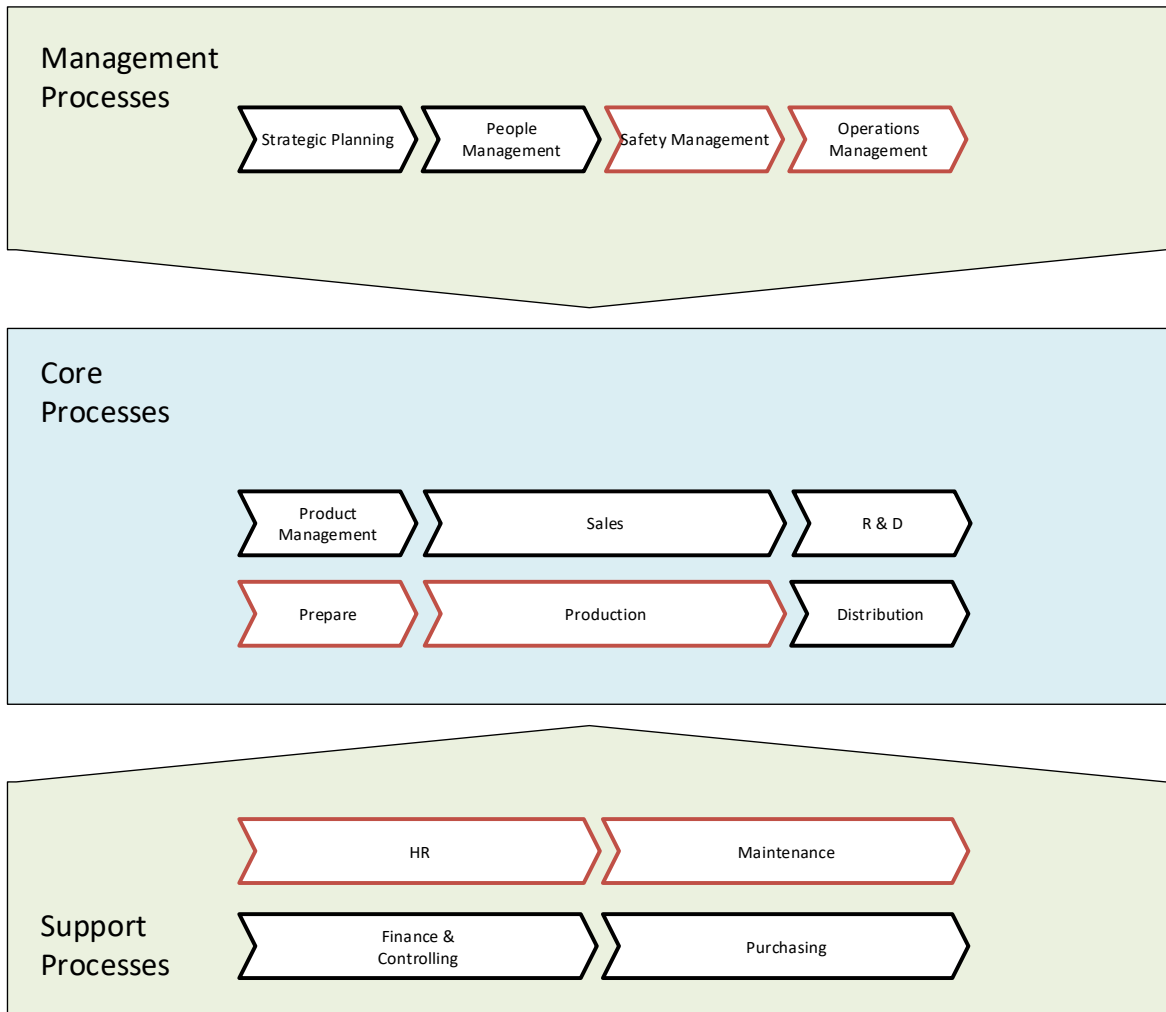 Management
Processes
Strategic Planning
People
Management
Safety Management
Operations
Management
Core
Processes
Product
Management
Sales
R & D
Prepare
Production
Distribution
HR
Maintenance
Support
Processes
Finance &
Controlling
Purchasing